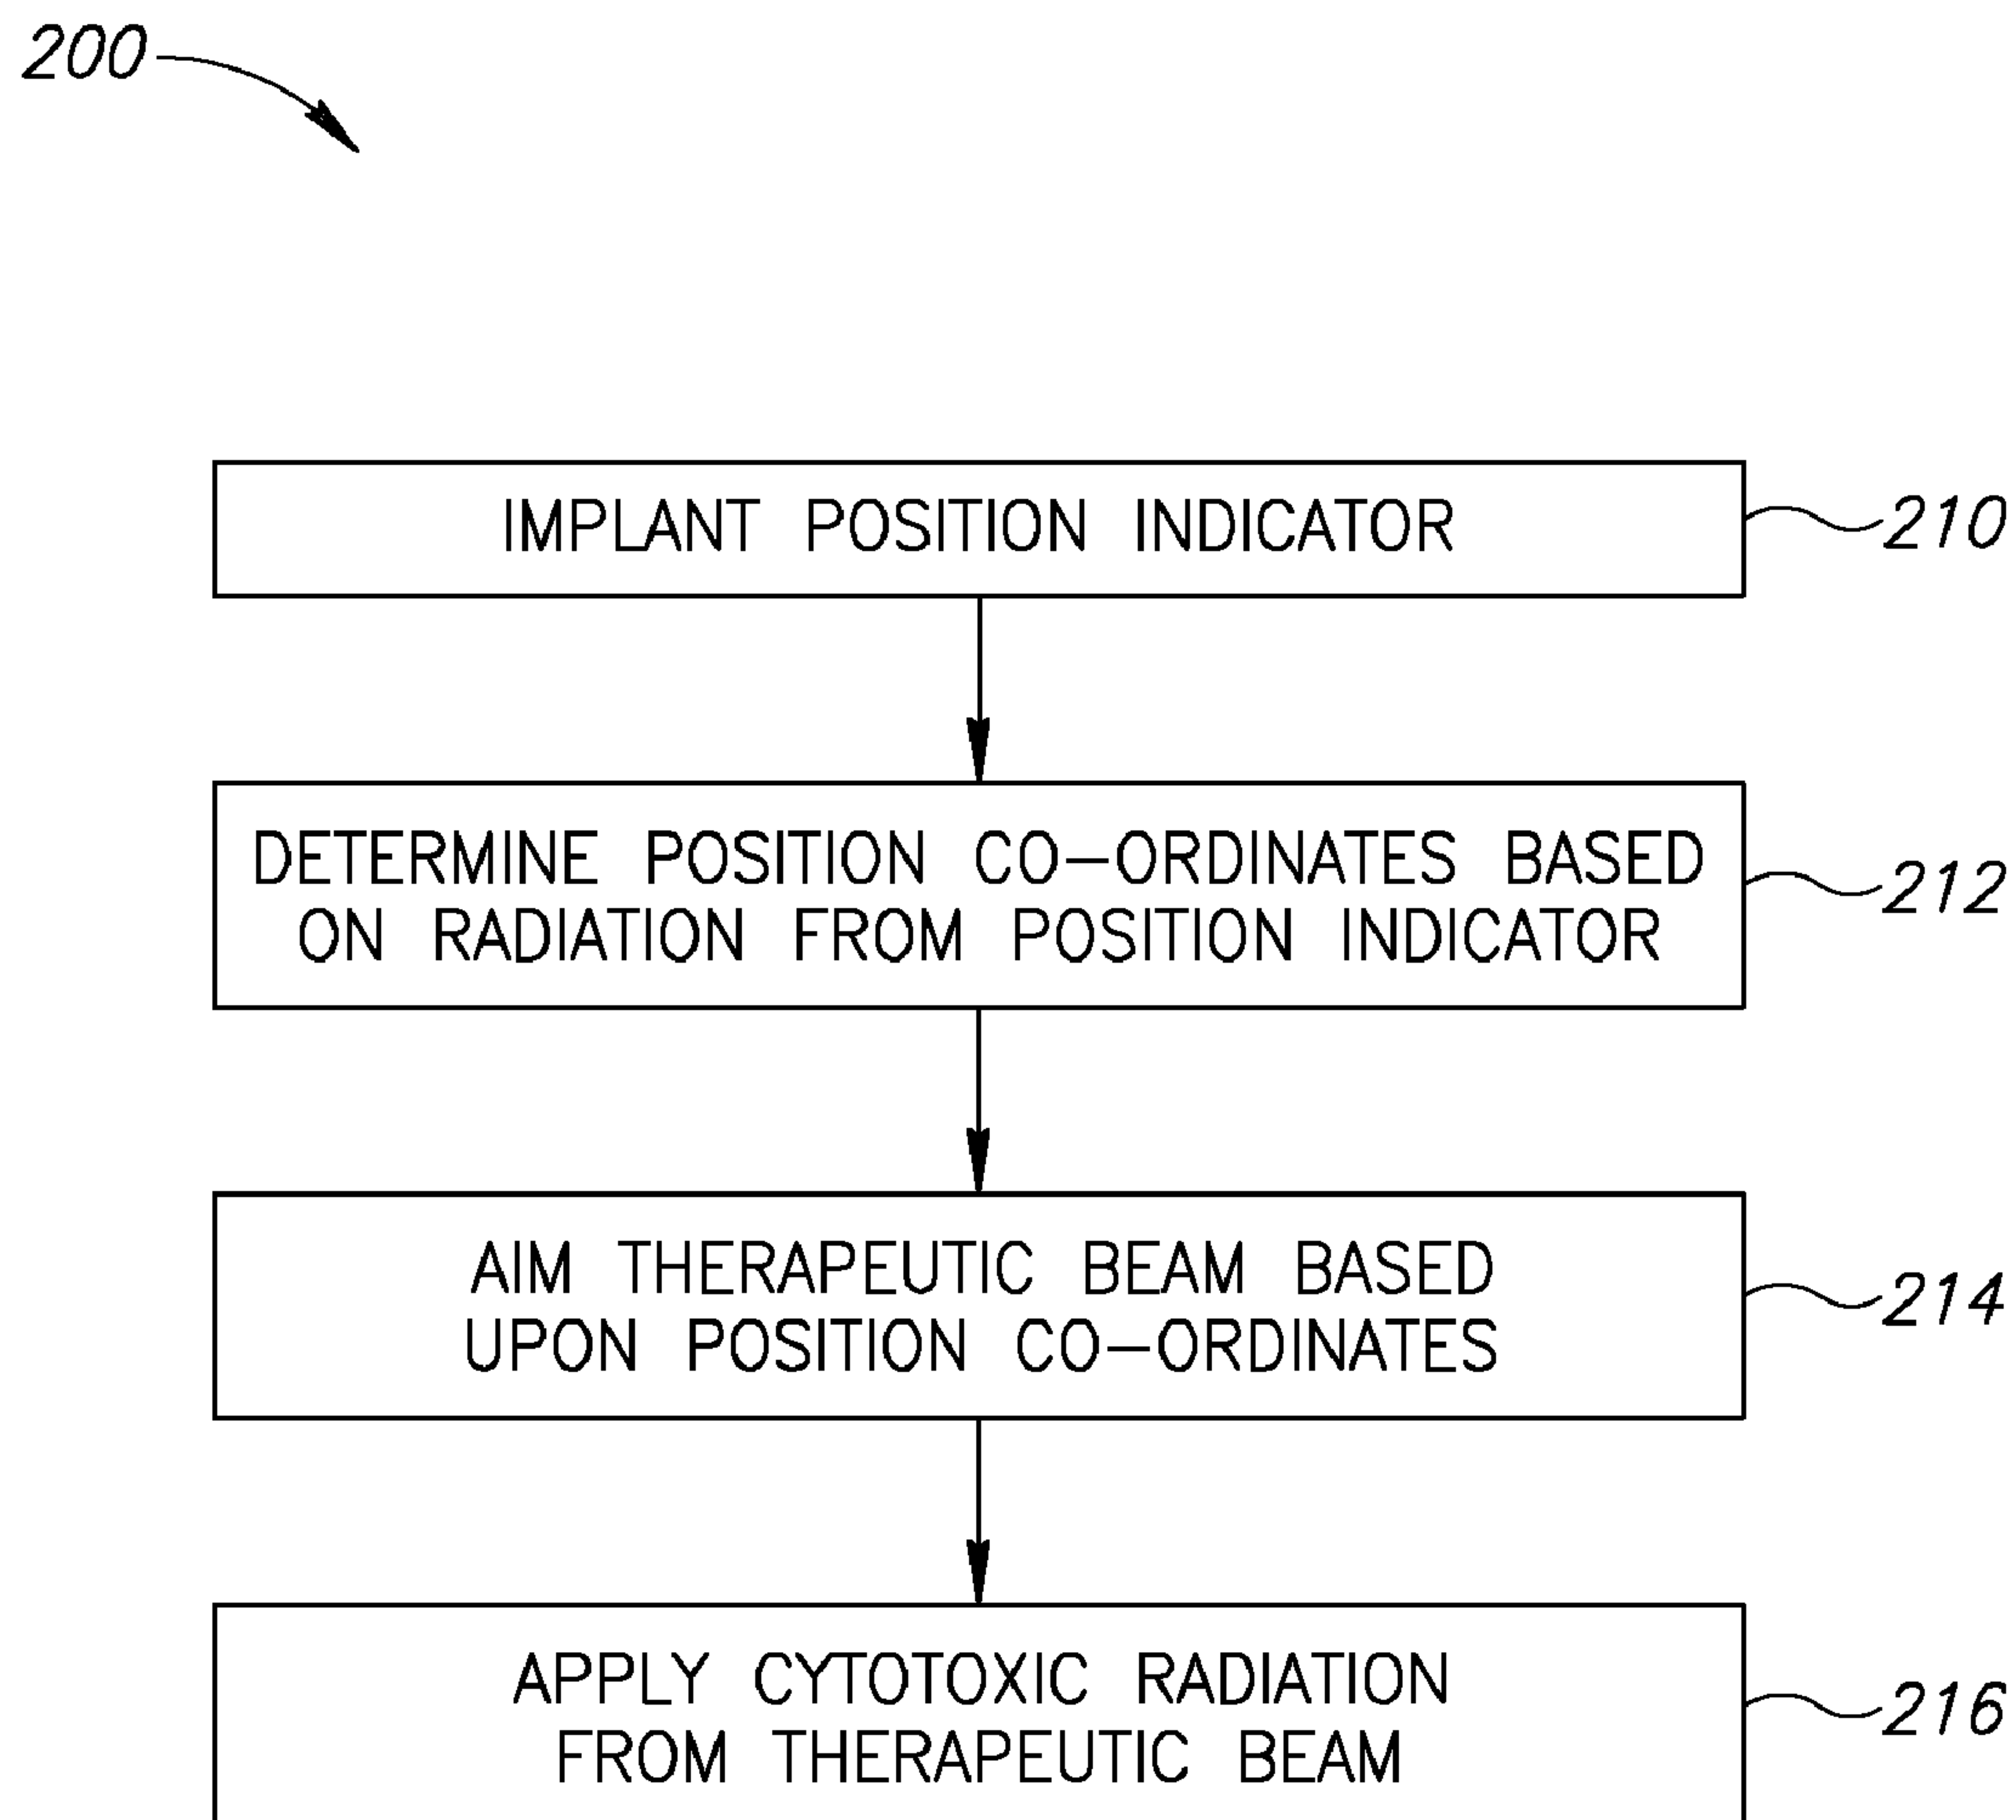 200
IMPLANT POSITION INDICATOR
210
DETERMINE POSITION CO-ORDINATES BASED
ON RADIATION FROM POSITION INDICATOR
212
AIM THERAPEUTIC BEAM BASED
UPON POSITION CO-ORDINATES
214
APPLY CYTOTOXIC RADIATION
FROM THERAPEUTIC BEAM
216